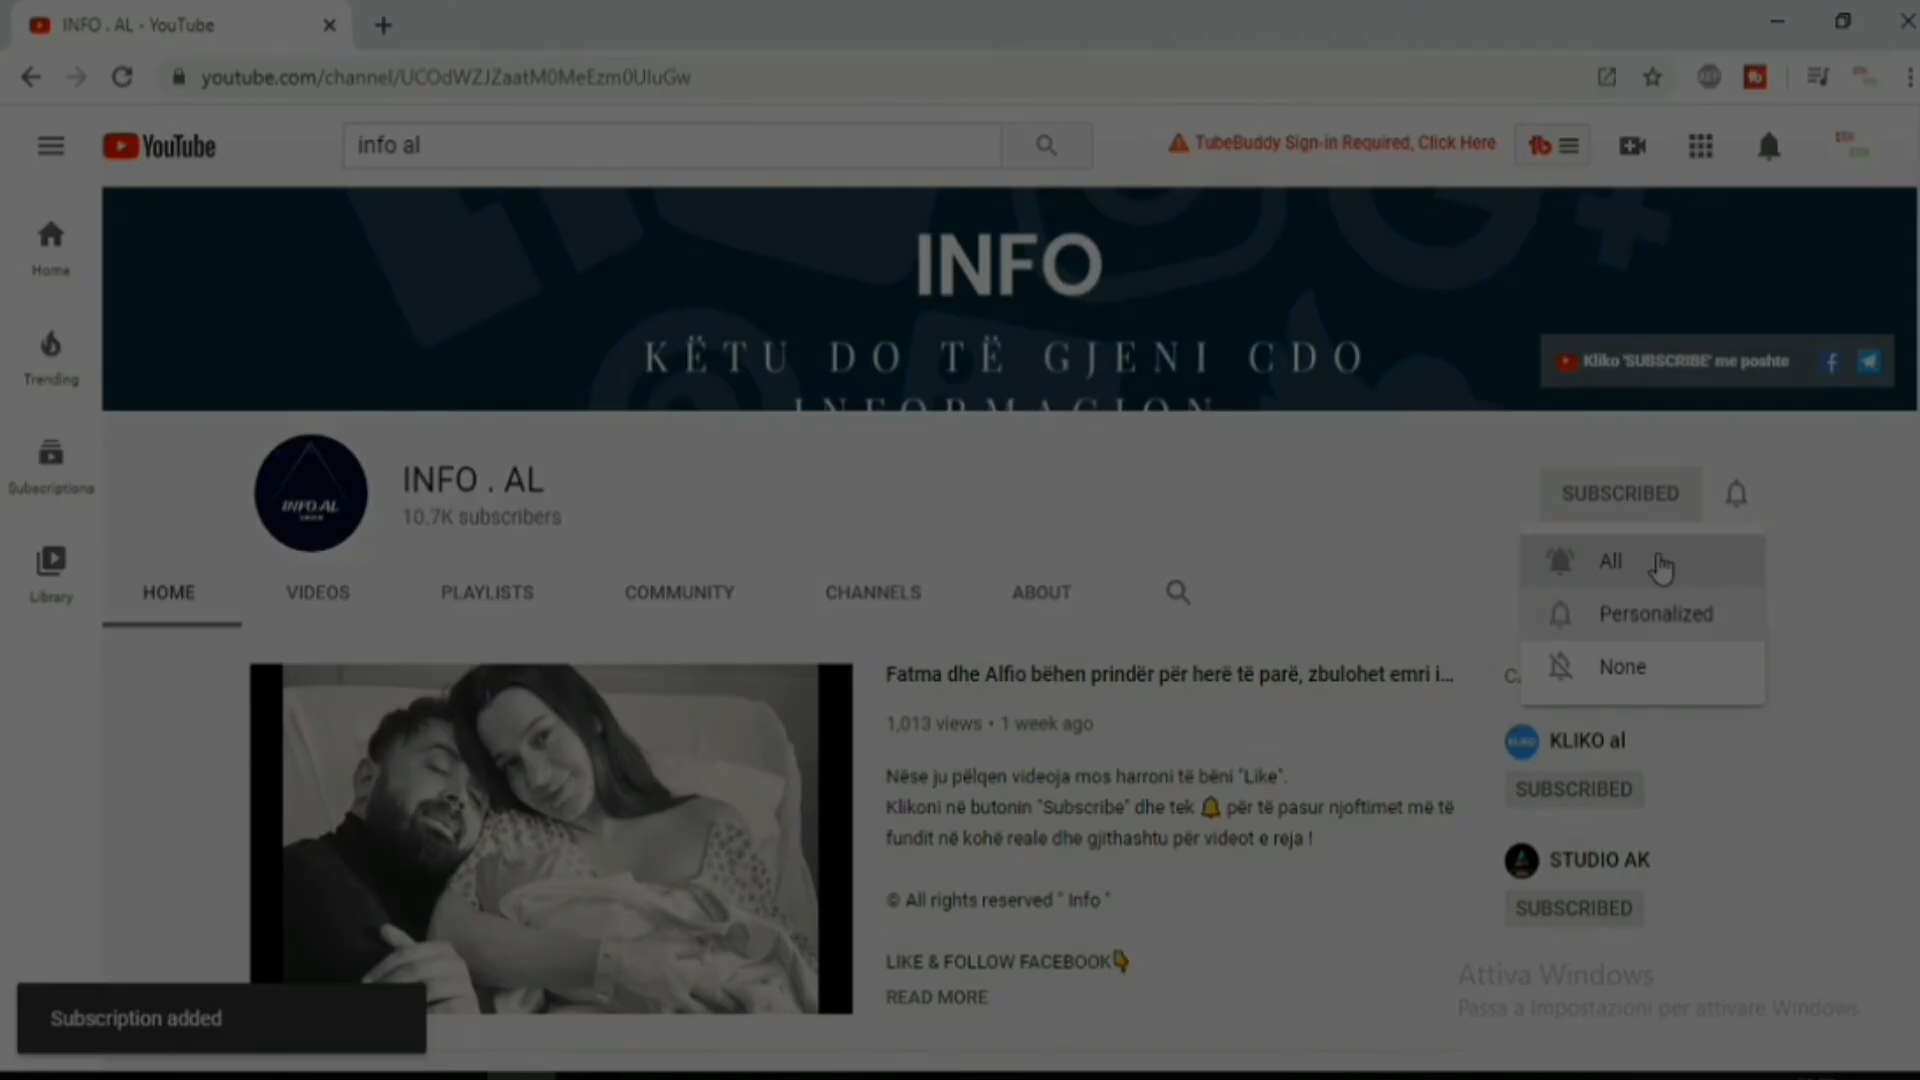 INFO . AL - YouTube
youtube.com/channel/UCOdWZJZaatM0MeEzm0UIuGw
YouTube
info al
TubeBuddy Sign-in Required, Click Here
INFO
KËTU DO TË GJENI CDO
INFORMACION
Kliko 'SUBSCRIBE' me poshte
Home
Trending
Subscriptions
Library
INFO.AL
INFO . AL
10.7K subscribers
SUBSCRIBED
All
Personalized
None
HOME
VIDEOS
PLAYLISTS
COMMUNITY
CHANNELS
ABOUT
Fatma dhe Alfio bëhen prindër për herë të parë, zbulohet emri i...
1,013 views • 1 week ago
Nëse ju pëlqen videoja mos harroni të bëni "Like".
Klikoni në butonin "Subscribe" dhe tek 🔔 për të pasur njoftimet më të
fundit në kohë reale dhe gjithashtu për videot e reja !
© All rights reserved " Info "
LIKE & FOLLOW FACEBOOK👇
READ MORE
KLIKO al
SUBSCRIBED
STUDIO AK
SUBSCRIBED
Attiva Windows
Passa a Impostazioni per attivare Windows.
Subscription added